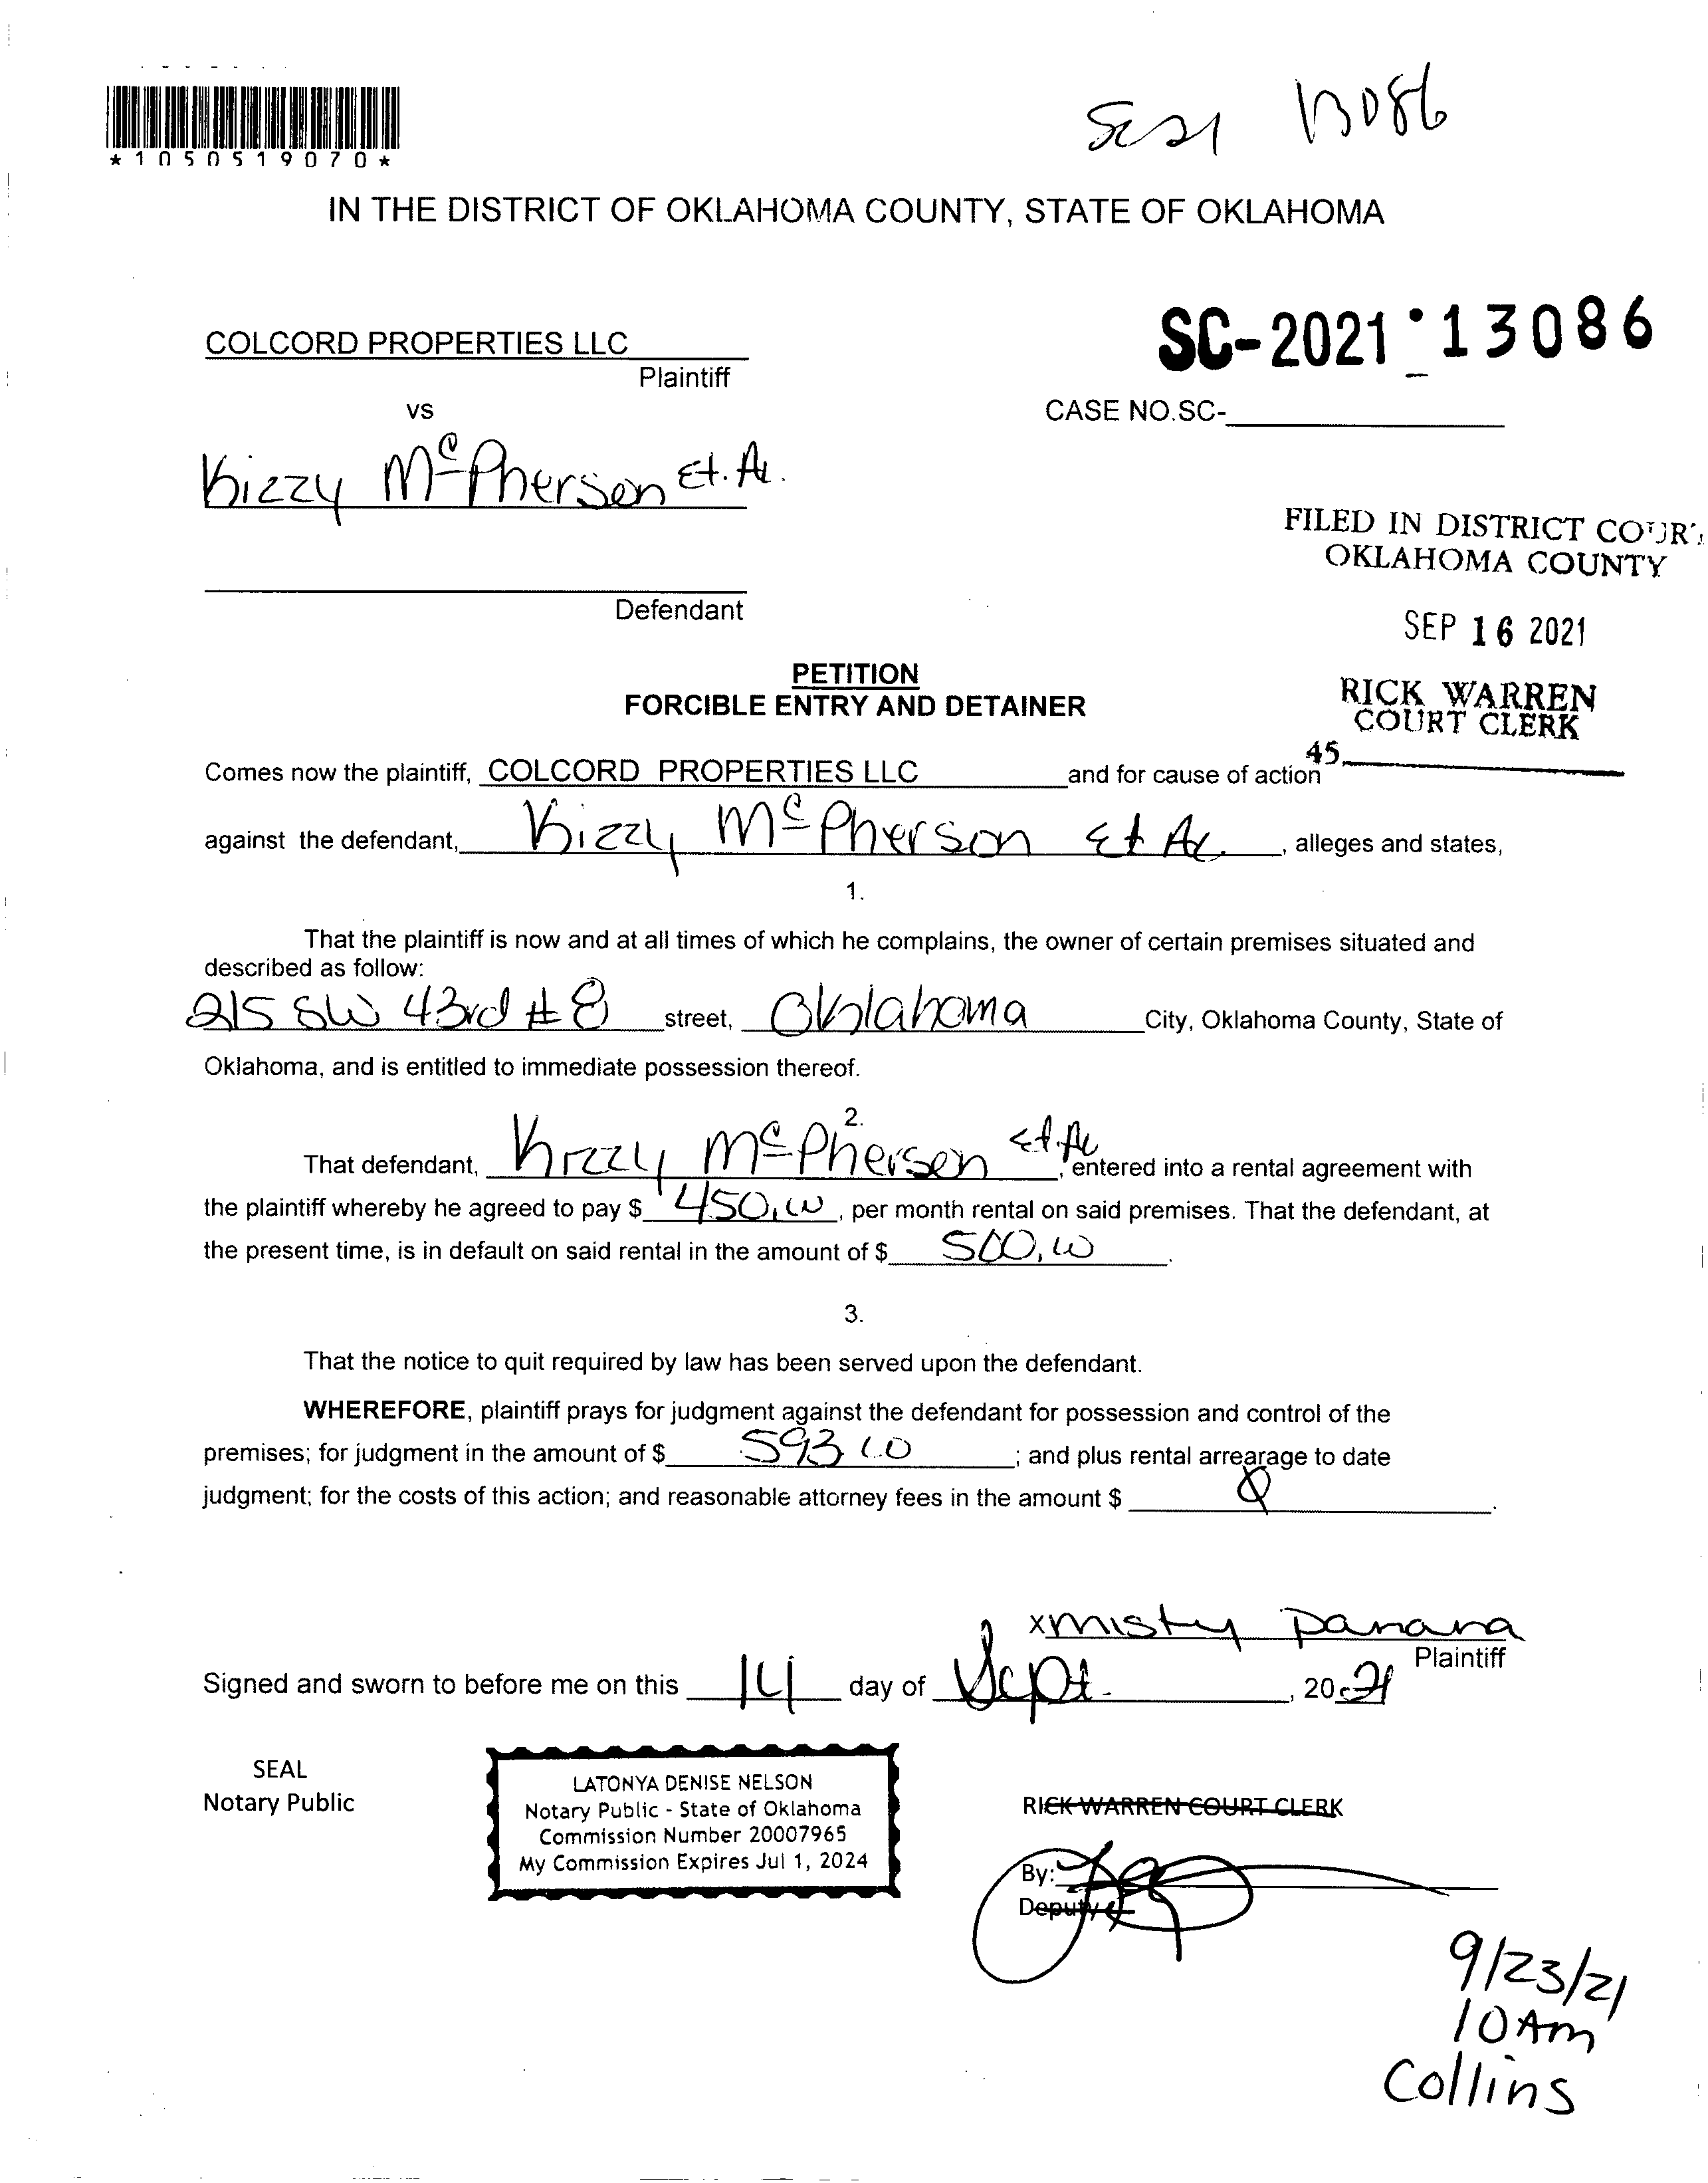 SC21 13086
*1050519070*
IN THE DISTRICT OF OKLAHOMA COUNTY, STATE OF OKLAHOMA
SC-2021-13086
COLCORD PROPERTIES LLC
Plaintiff
vs
CASE NO.SC-
Kizzy McPherson Et. Al.
FILED IN DISTRICT COURT
OKLAHOMA COUNTY
Defendant
SEP 16 2021
PETITION
FORCIBLE ENTRY AND DETAINER
RICK WARREN
COURT CLERK
45
Comes now the plaintiff, COLCORD PROPERTIES LLC and for cause of action
against the defendant, Kizzy McPherson Et Al. , alleges and states,
1.
That the plaintiff is now and at all times of which he complains, the owner of certain premises situated and
described as follow:
215 SW 43rd # 8 street, Oklahoma City, Oklahoma County, State of
Oklahoma, and is entitled to immediate possession thereof.
2.
That defendant, Kizzy McPherson Et. Al , entered into a rental agreement with
the plaintiff whereby he agreed to pay $ 450.00 , per month rental on said premises. That the defendant, at
the present time, is in default on said rental in the amount of $ 500.00 .
3.
That the notice to quit required by law has been served upon the defendant.
WHEREFORE, plaintiff prays for judgment against the defendant for possession and control of the
premises; for judgment in the amount of $ 593 00 ; and plus rental arrearage to date
judgment; for the costs of this action; and reasonable attorney fees in the amount $ 0 .
x Misty Panana
Plaintiff
Signed and sworn to before me on this 14 day of Sept. , 2021
SEAL
Notary Public
LATONYA DENISE NELSON
Notary Public - State of Oklahoma
Commission Number 20007965
My Commission Expires Jul 1, 2024
RICK WARREN COURT CLERK
By:
Deputy
9/23/21
10 Am
Collins